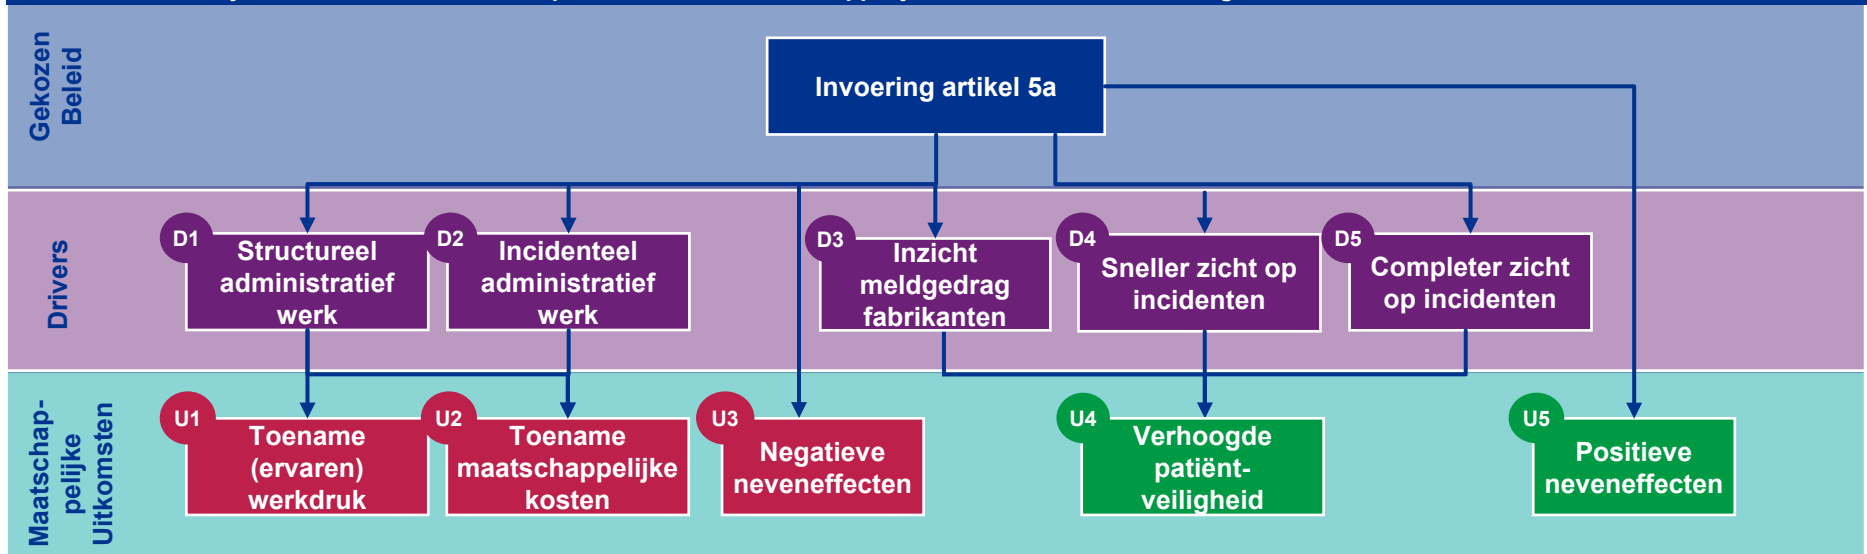 Gekozen
Beleid
Invoering artikel 5a
Drivers
D1
Structureel
administratief
werk
D2
Incidenteel
administratief
werk
D3
Inzicht
meldgedrag
fabrikanten
D4
Sneller zicht op
incidenten
D5
Completer zicht
op incidenten
Maatschap-
pelijke
Uitkomsten
U1
Toename
(ervaren)
werkdruk
U2
Toename
maatschappelijke
kosten
U3
Negatieve
neveneffecten
U4
Verhoogde
patiënt-
veiligheid
U5
Positieve
neveneffecten